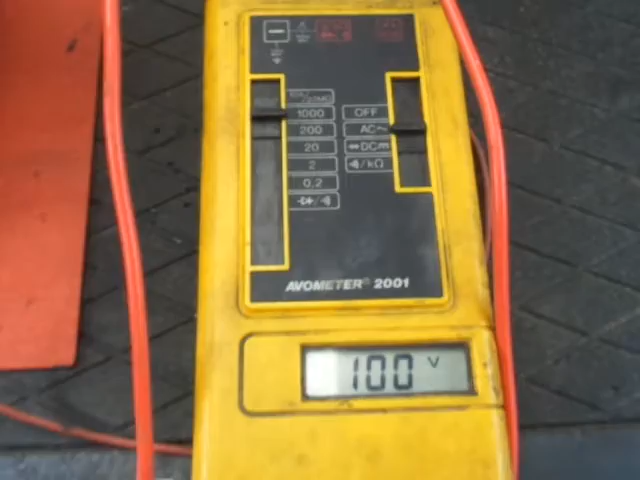 1000
OFF
200
AC~
20
DC
2
/kΩ
0.2
AVOMETER® 2001
100 V